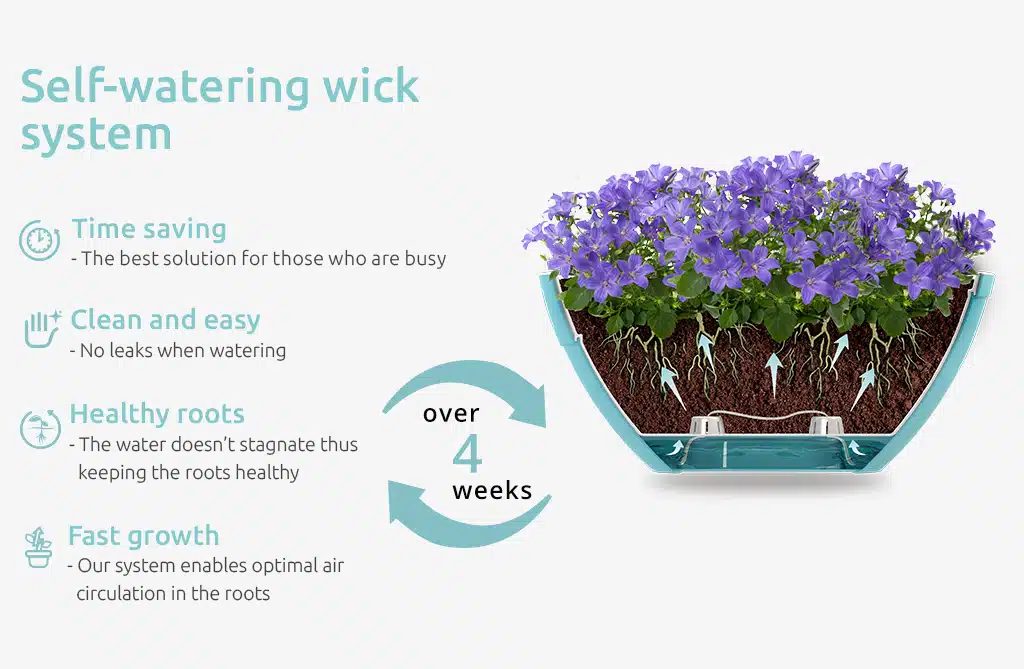 Self-watering wick
system
Time saving
- The best solution for those who are busy
Clean and easy
- No leaks when watering
Healthy roots
- The water doesn’t stagnate thus
keeping the roots healthy
Fast growth
- Our system enables optimal air
circulation in the roots
over
4
weeks